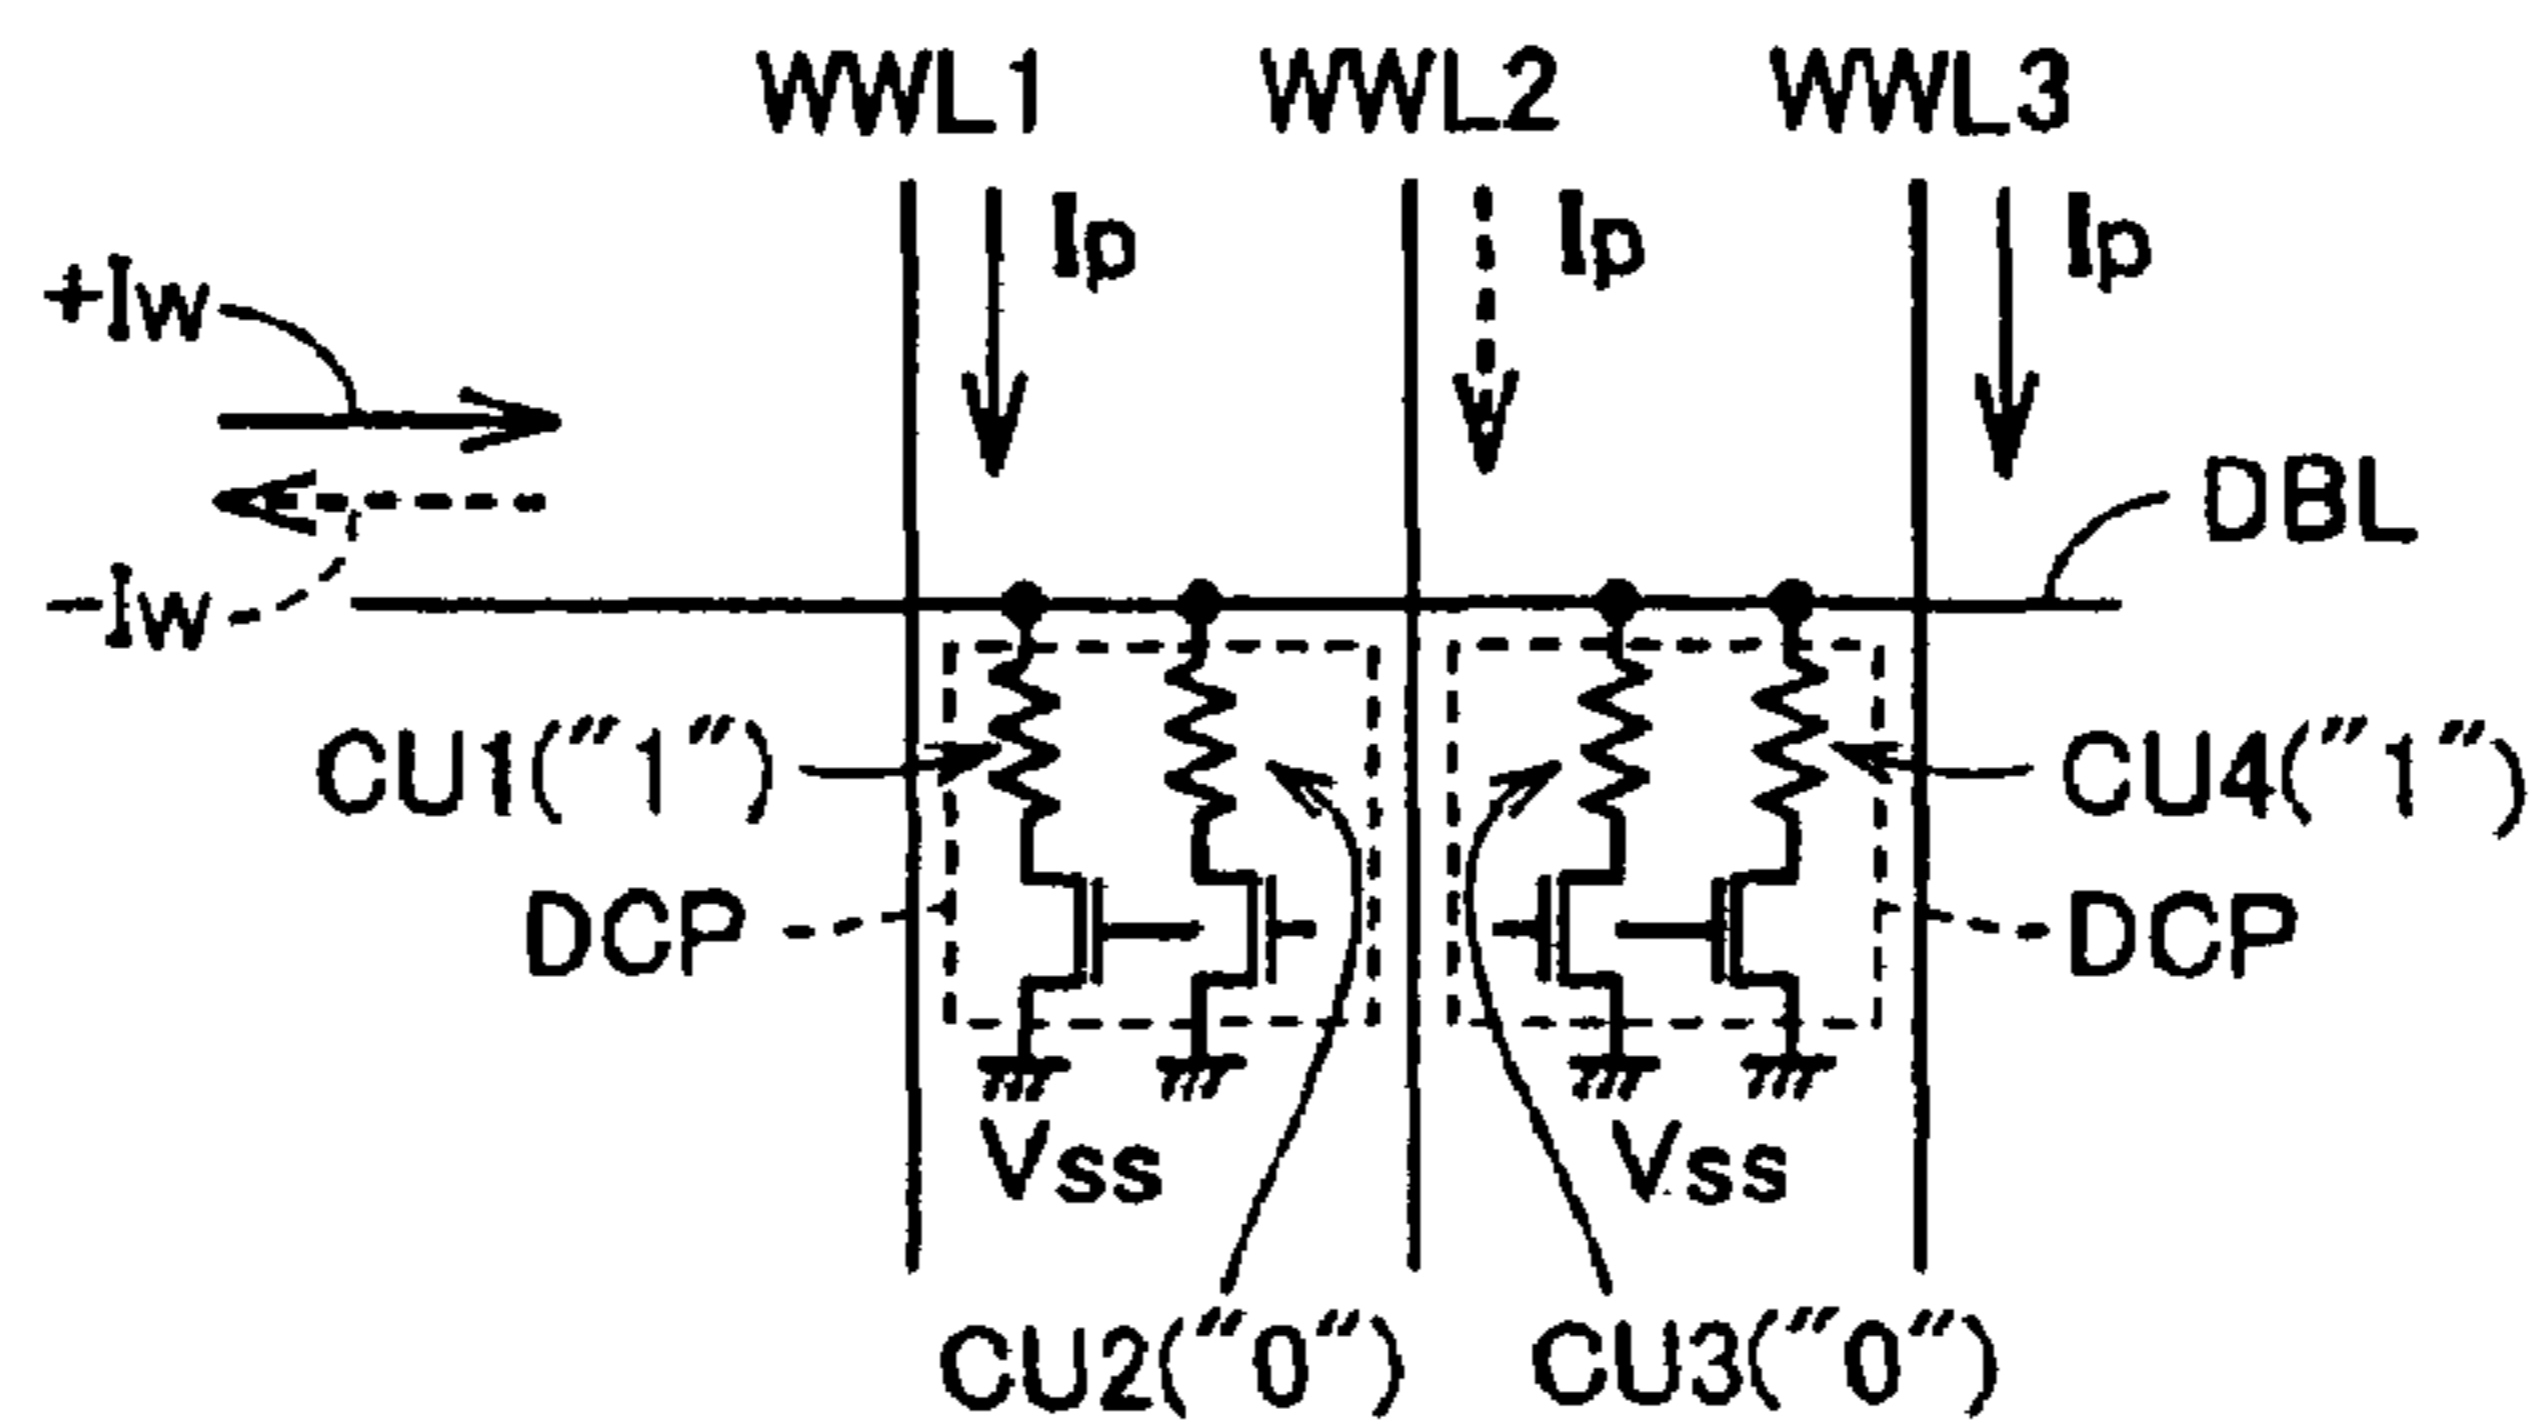 WWL1 WWL2 WWL3
Ip Ip Ip
+Iw
DBL
-Iw
CU1("1") CU4("1")
DCP DCP
Vss Vss
CU2("0") CU3("0")